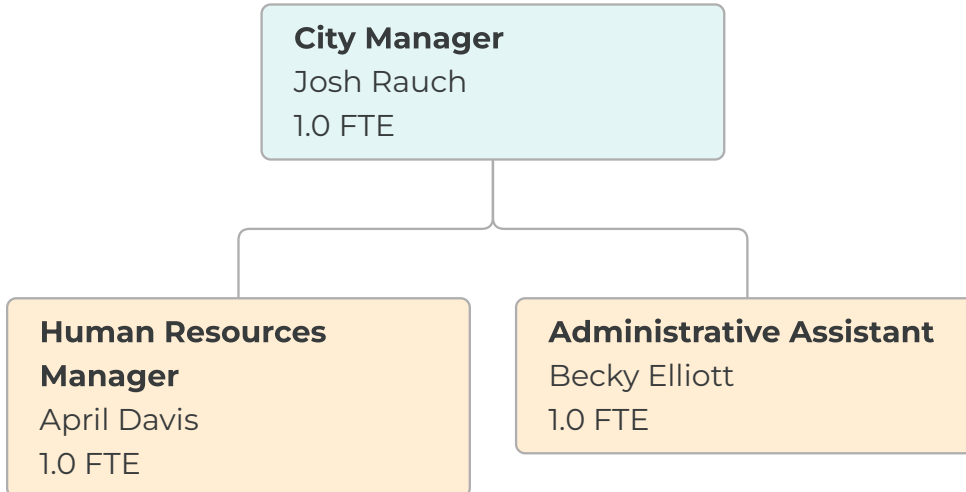 City Manager
Josh Rauch
1.0 FTE
Human Resources
Manager
April Davis
1.0 FTE
Administrative Assistant
Becky Elliott
1.0 FTE